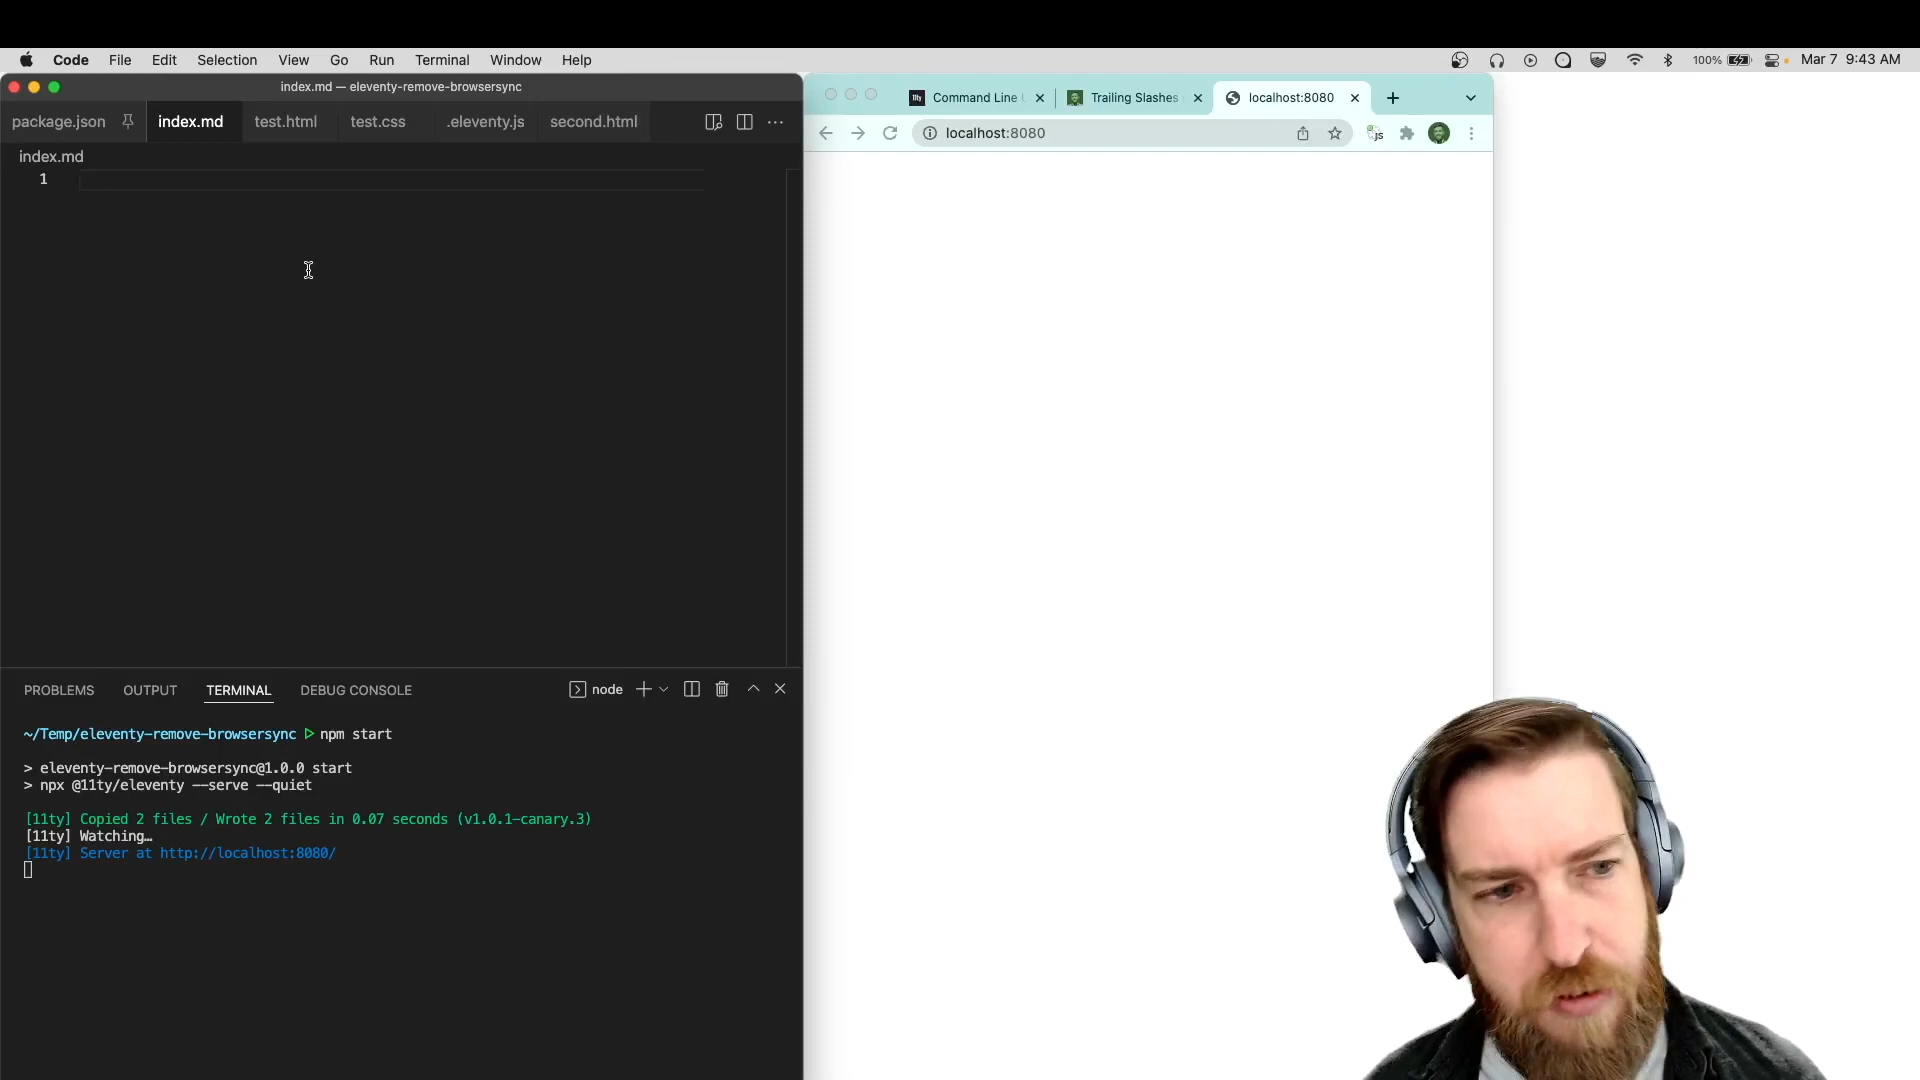 Code File Edit Selection View Go Run Terminal Window Help
100% Mar 7 9:43 AM
index.md — eleventy-remove-browsersync
package.json index.md test.html test.css .eleventy.js second.html
index.md
1
PROBLEMS OUTPUT TERMINAL DEBUG CONSOLE
node
~/Temp/eleventy-remove-browsersync ▷ npm start
> eleventy-remove-browsersync@1.0.0 start
> npx @11ty/eleventy --serve --quiet
[11ty] Copied 2 files / Wrote 2 files in 0.07 seconds (v1.0.1-canary.3)
[11ty] Watching…
[11ty] Server at http://localhost:8080/
11ty Command Line
Trailing Slashes
localhost:8080
localhost:8080
JS